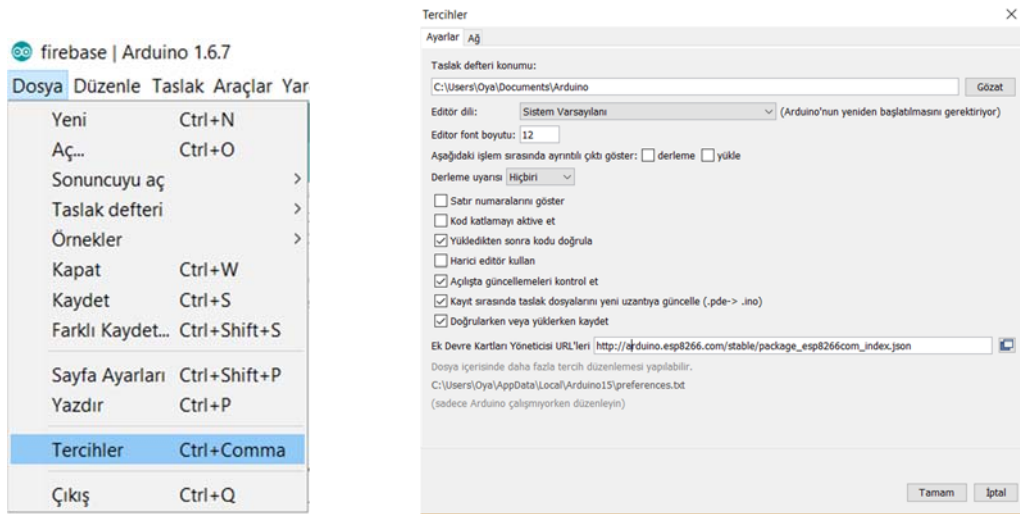 firebase | Arduino 1.6.7
Dosya Düzenle Taslak Araçlar Yar
Yeni Ctrl+N
Aç... Ctrl+O
Sonuncuyu aç >
Taslak defteri >
Örnekler >
Kapat Ctrl+W
Kaydet Ctrl+S
Farklı Kaydet... Ctrl+Shift+S
Sayfa Ayarları Ctrl+Shift+P
Yazdır Ctrl+P
Tercihler Ctrl+Comma
Çıkış Ctrl+Q
Tercihler
Ayarlar Ağ
Taslak defteri konumu:
C:\Users\Oya\Documents\Arduino Gözat
Editör dili: Sistem Varsayılanı (Arduino'nun yeniden başlatılmasını gerektiriyor)
Editor font boyutu: 12
Aşağıdaki işlem sırasında ayrıntılı çıktı göster: derleme yükle
Derleme uyarısı Hiçbiri
Satır numaralarını göster
Kod katlamayı aktive et
Yükledikten sonra kodu doğrula
Harici editör kullan
Açılışta güncellemeleri kontrol et
Kayıt sırasında taslak dosyalarını yeni uzantıya güncelle (.pde-> .ino)
Doğrularken veya yüklerken kaydet
Ek Devre Kartları Yöneticisi URL'leri http://arduino.esp8266.com/stable/package_esp8266com_index.json
Dosya içerisinde daha fazla tercih düzenlemesi yapılabilir.
C:\Users\Oya\AppData\Local\Arduino15\preferences.txt
(sadece Arduino çalışmıyorken düzenleyin)
Tamam İptal